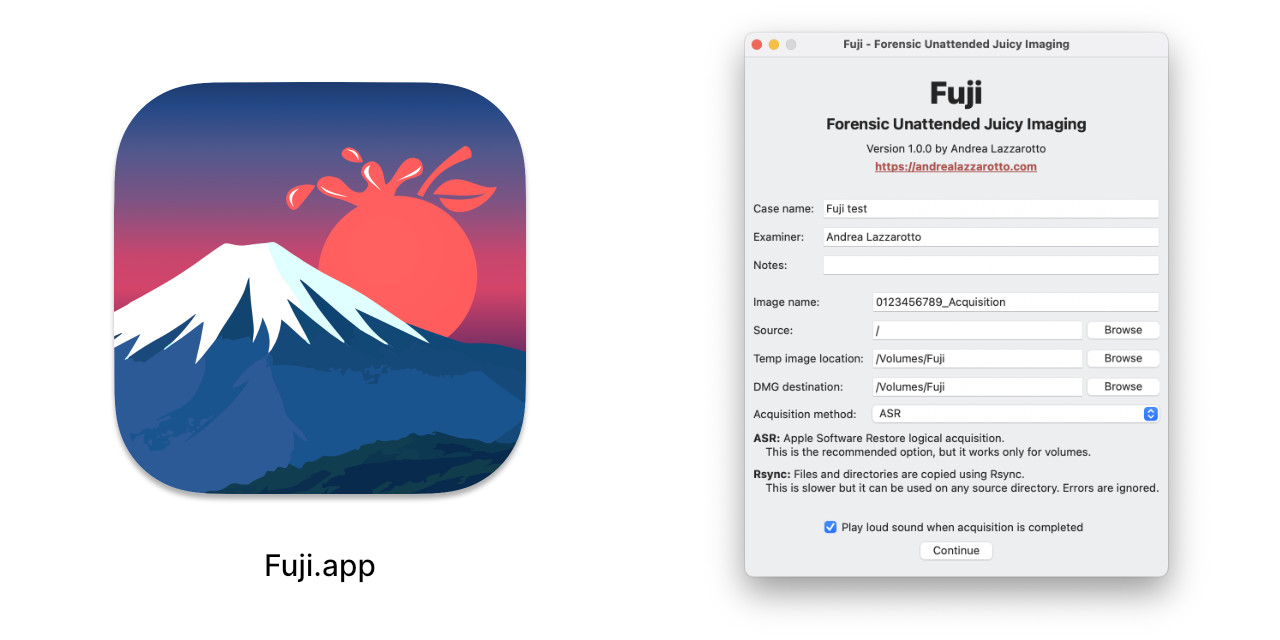 Fuji.app
Fuji - Forensic Unattended Juicy Imaging
Fuji
Forensic Unattended Juicy Imaging
Version 1.0.0 by Andrea Lazzarotto
https://andrealazzarotto.com
Case name: Fuji test
Examiner: Andrea Lazzarotto
Notes:
Image name: 0123456789_Acquisition
Source: / Browse
Temp image location: /Volumes/Fuji Browse
DMG destination: /Volumes/Fuji Browse
Acquisition method: ASR
ASR: Apple Software Restore logical acquisition.
This is the recommended option, but it works only for volumes.
Rsync: Files and directories are copied using Rsync.
This is slower but it can be used on any source directory. Errors are ignored.
Play loud sound when acquisition is completed
Continue